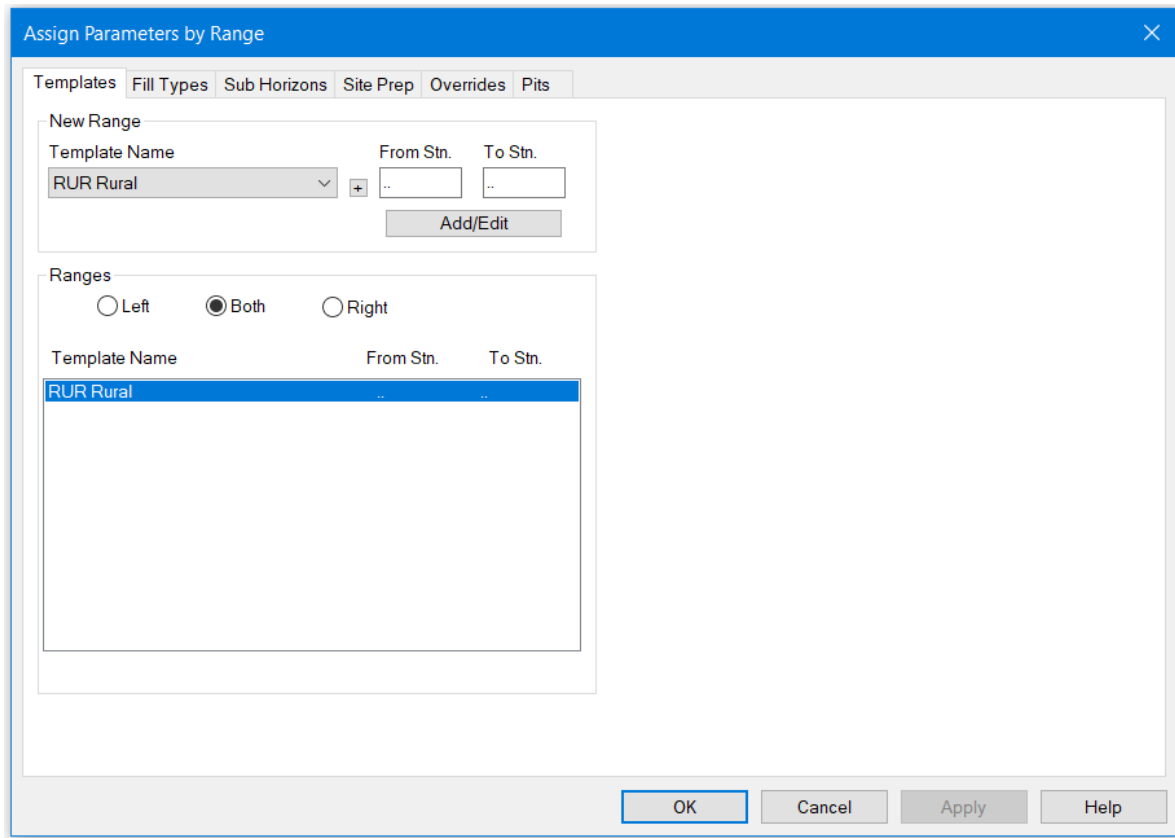 Assign Parameters by Range
Templates Fill Types Sub Horizons Site Prep Overrides Pits
New Range
Template Name From Stn. To Stn.
RUR Rural + .. ..
Add/Edit
Ranges
Left Both Right
Template Name From Stn. To Stn.
RUR Rural .. ..
OK Cancel Apply Help